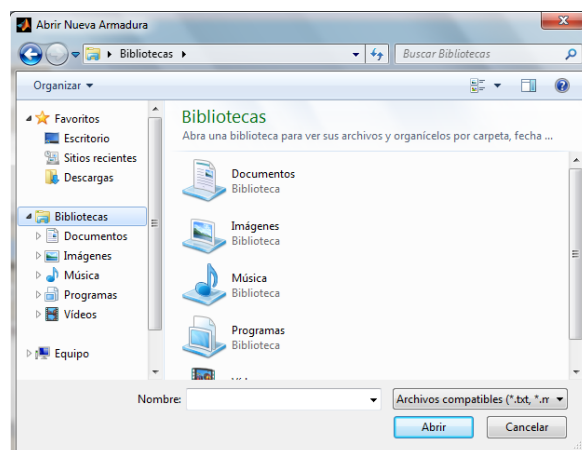 Abrir Nueva Armadura
Bibliotecas
Buscar Bibliotecas
Organizar
Favoritos
Escritorio
Sitios recientes
Descargas
Bibliotecas
Documentos
Imágenes
Música
Programas
Vídeos
Equipo
Bibliotecas
Abra una biblioteca para ver sus archivos y organícelos por carpeta, fecha ...
Documentos
Biblioteca
Imágenes
Biblioteca
Música
Biblioteca
Programas
Biblioteca
Nombre:
Archivos compatibles (*.txt, *.m
Abrir
Cancelar